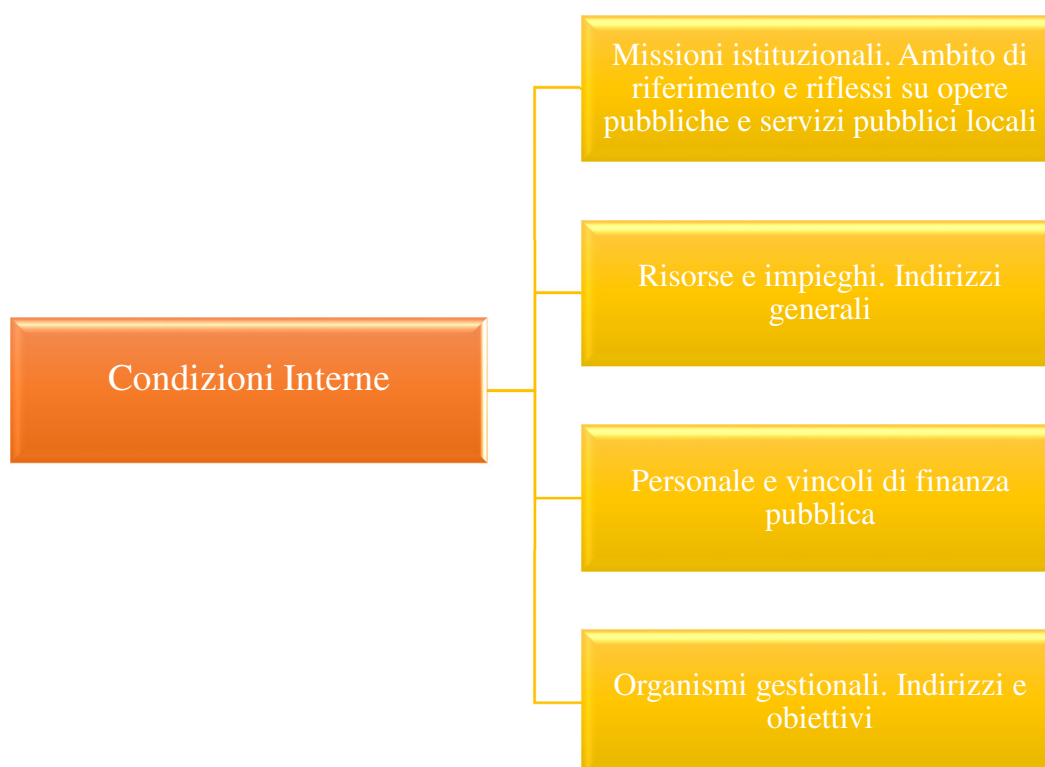 Missioni istituzionali. Ambito di
riferimento e riflessi su opere
pubbliche e servizi pubblici locali
Risorse e impieghi. Indirizzi
generali
Condizioni Interne
Personale e vincoli di finanza
pubblica
Organismi gestionali. Indirizzi e
obiettivi